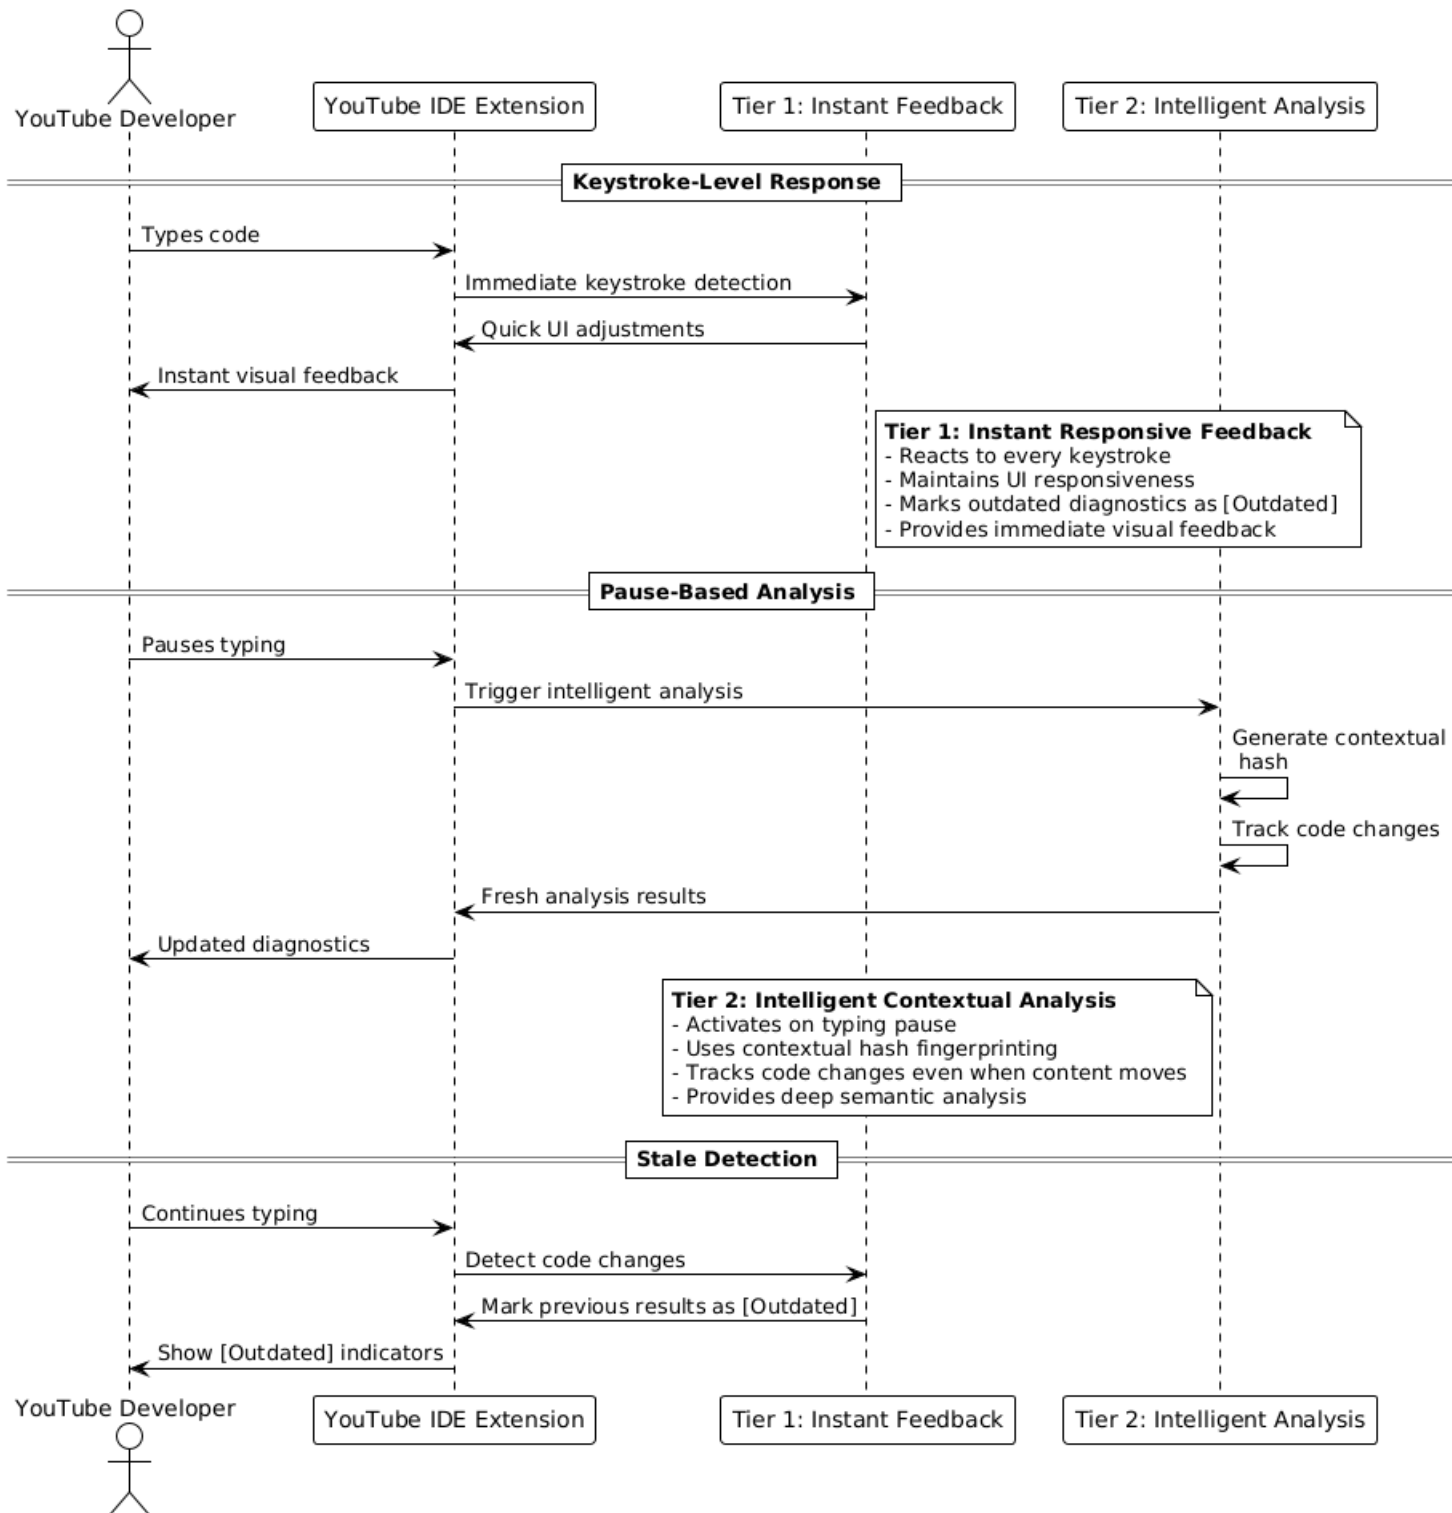 YouTube Developer
YouTube IDE Extension
Tier 1: Instant Feedback
Tier 2: Intelligent Analysis
Keystroke-Level Response
Types code
Immediate keystroke detection
Quick UI adjustments
Instant visual feedback
Tier 1: Instant Responsive Feedback
- Reacts to every keystroke
- Maintains UI responsiveness
- Marks outdated diagnostics as [Outdated]
- Provides immediate visual feedback
Pause-Based Analysis
Pauses typing
Trigger intelligent analysis
Generate contextual
hash
Track code changes
Fresh analysis results
Updated diagnostics
Tier 2: Intelligent Contextual Analysis
- Activates on typing pause
- Uses contextual hash fingerprinting
- Tracks code changes even when content moves
- Provides deep semantic analysis
Stale Detection
Continues typing
Detect code changes
Mark previous results as [Outdated]
Show [Outdated] indicators
YouTube Developer
YouTube IDE Extension
Tier 1: Instant Feedback
Tier 2: Intelligent Analysis